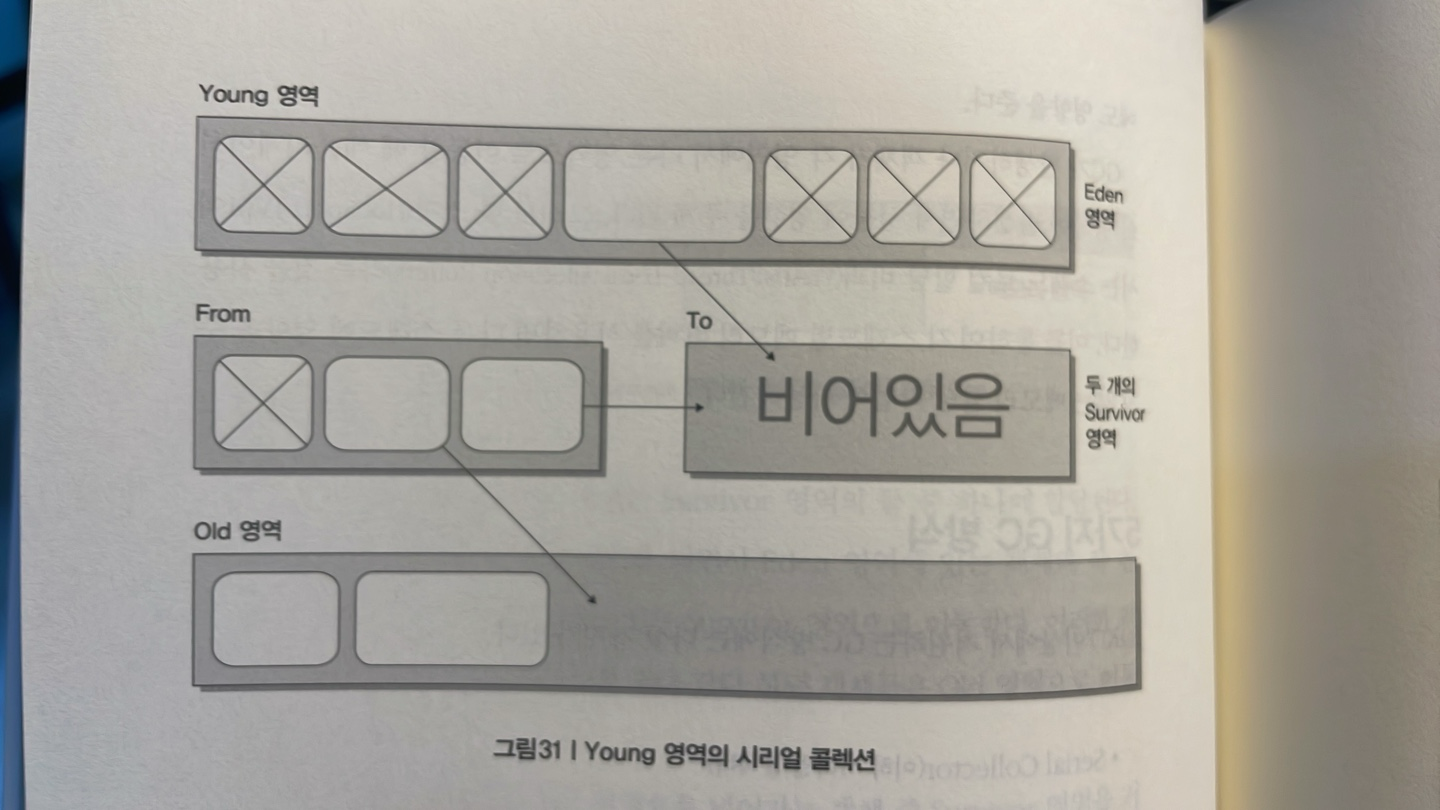 Young 영역
Eden
영역
From
To
비어있음
두 개의
Survivor
영역
Old 영역
그림31 | Young 영역의 시리얼 콜렉션